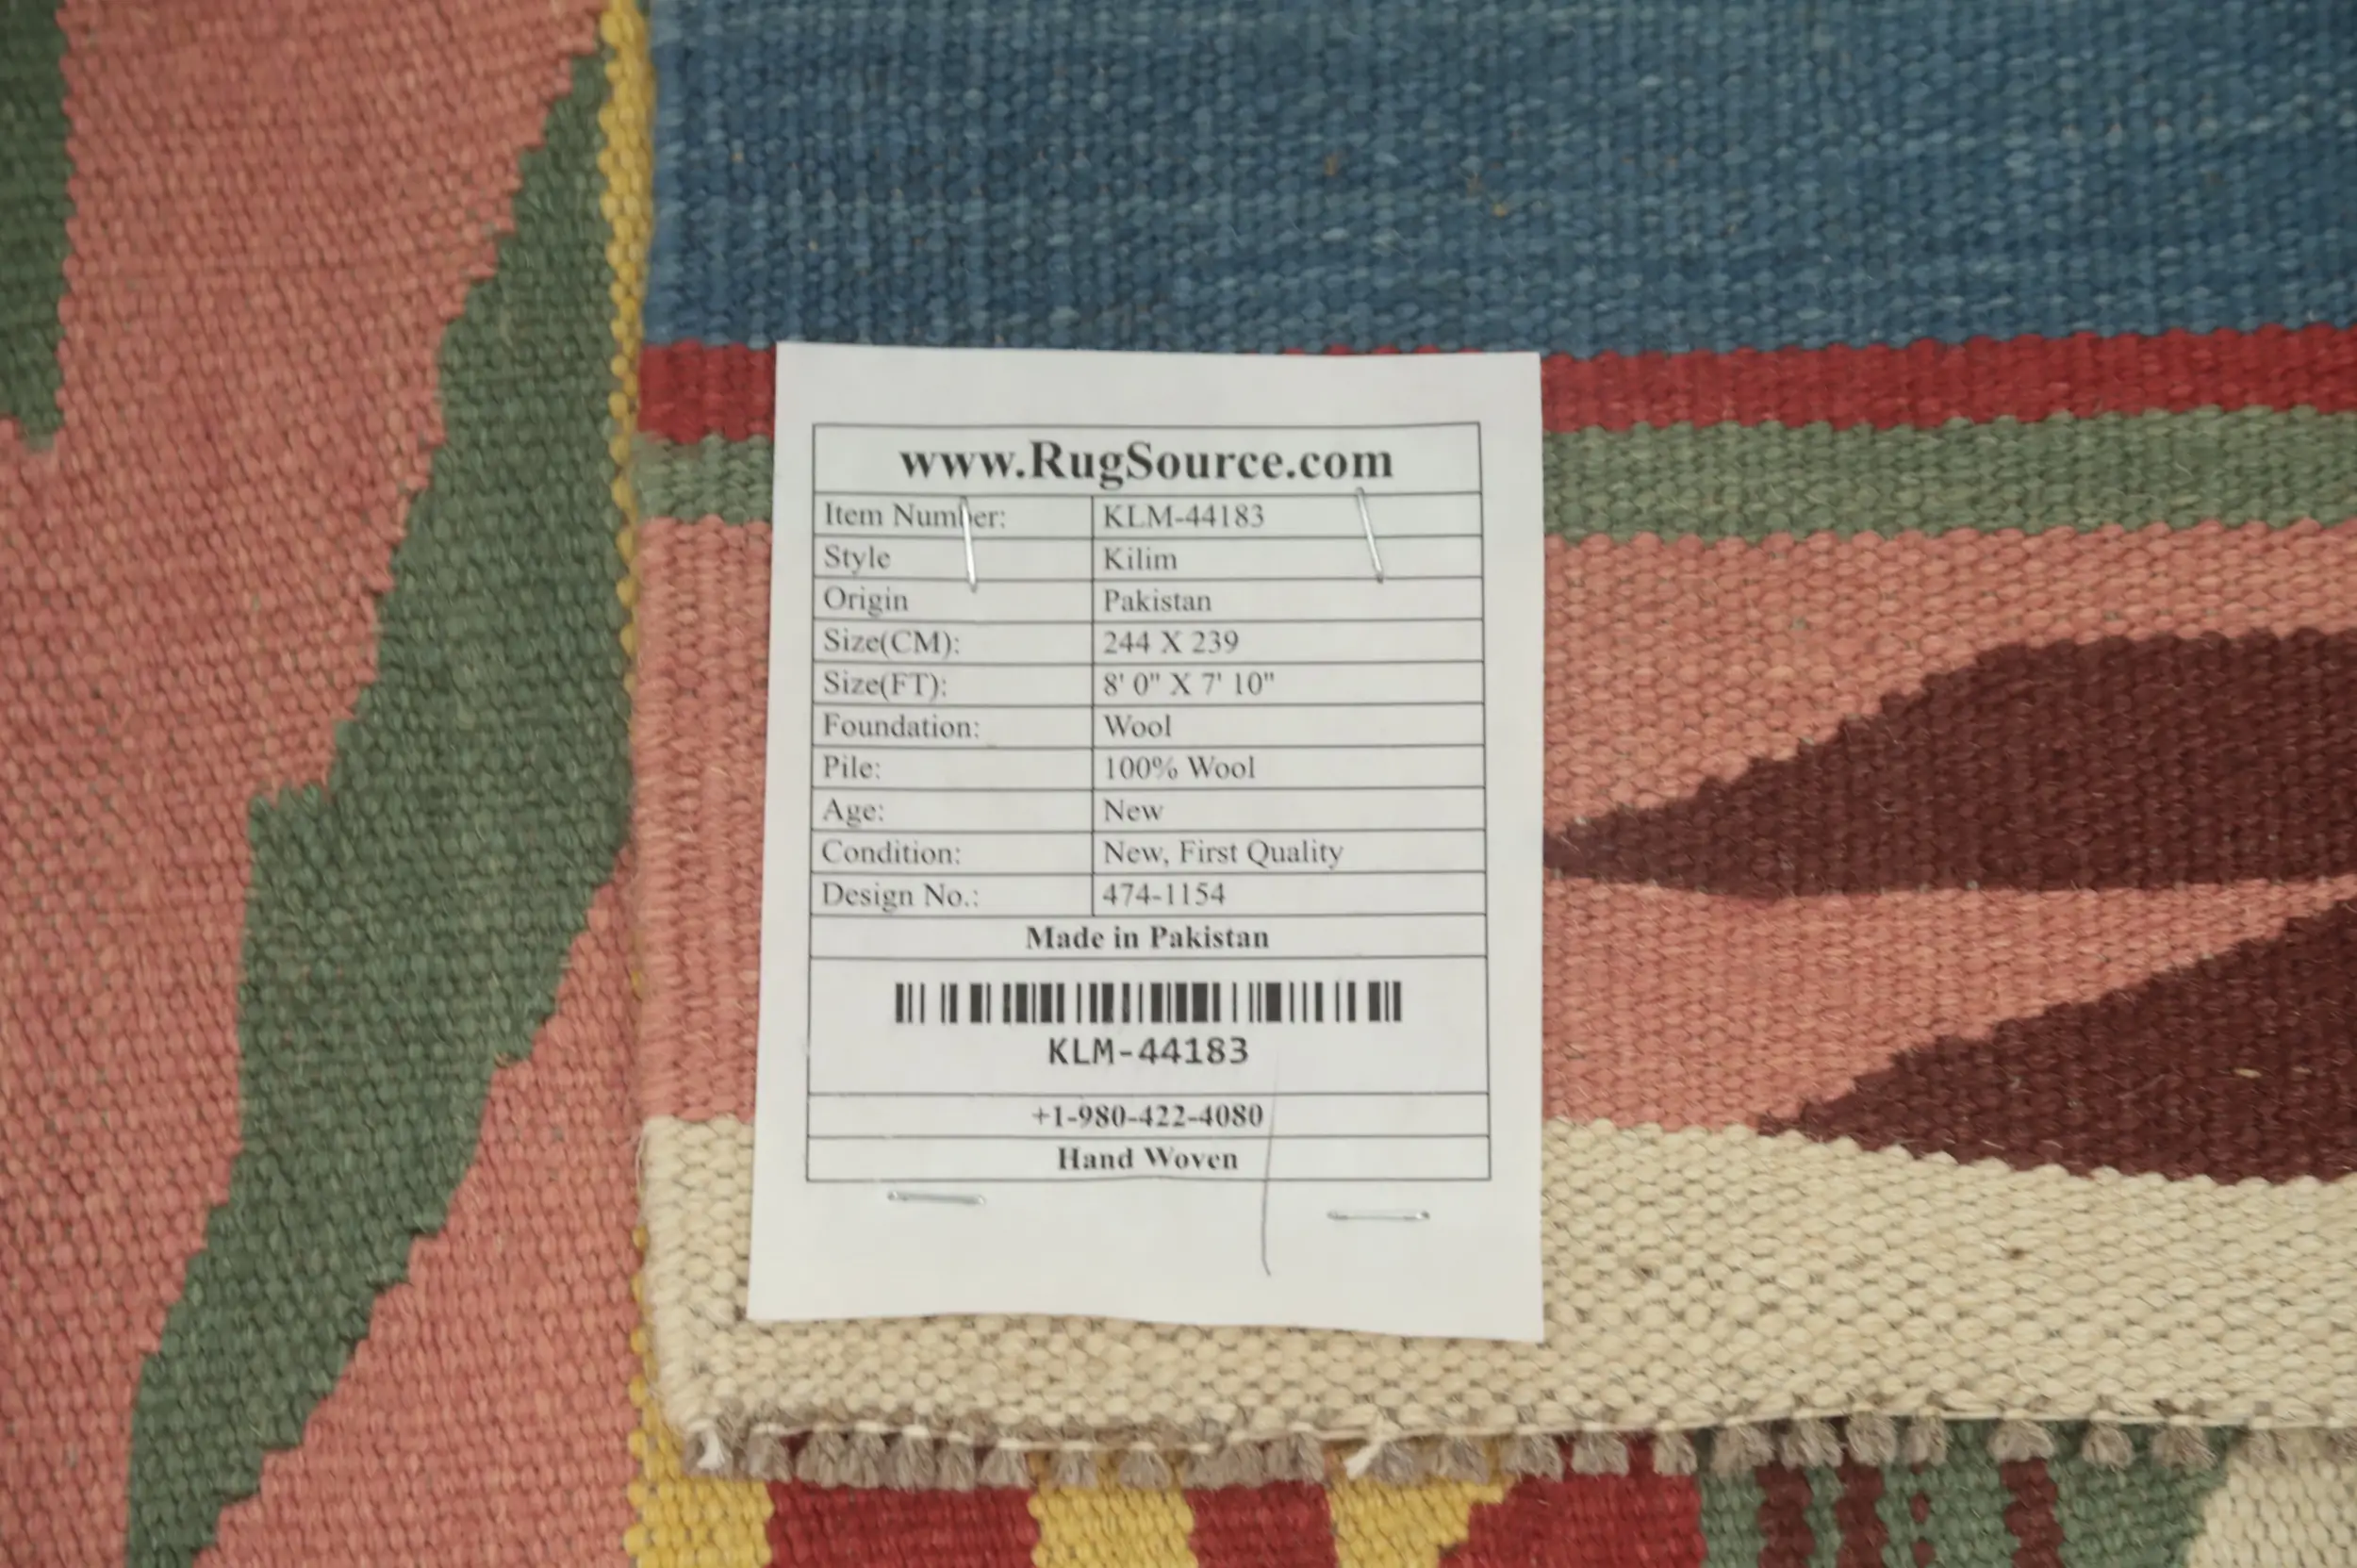 www.RugSource.com
Item Number: KLM-44183
Style Kilim
Origin Pakistan
Size(CM): 244 X 239
Size(FT): 8' 0" X 7' 10"
Foundation: Wool
Pile: 100% Wool
Age: New
Condition: New, First Quality
Design No.: 474-1154
Made in Pakistan
KLM-44183
+1-980-422-4080
Hand Woven